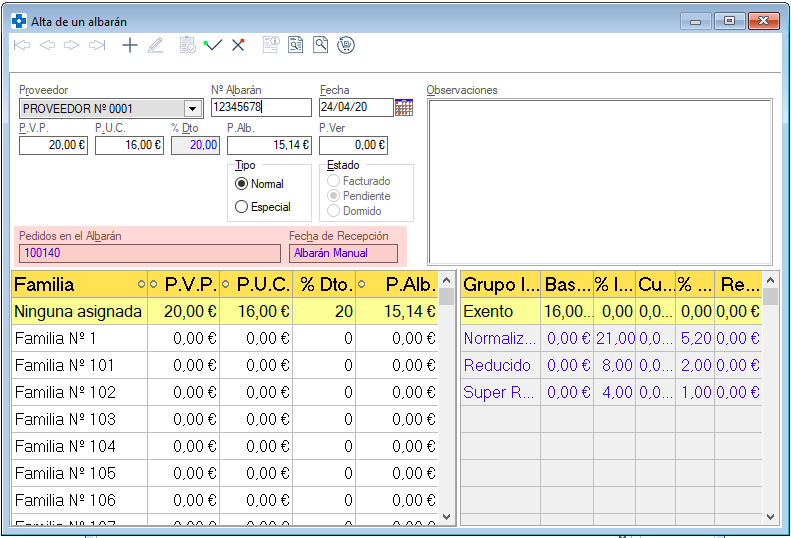 Alta de un albarán
Proveedor Nº Albarán Fecha Observaciones
PROVEEDOR Nº 0001 12345678 24/04/20
P.V.P. P.U.C. % Dto P.Alb. P.Ver
20,00 € 16,00 € 20,00 15,14 € 0,00 €
Tipo Estado
Normal Facturado
Pendiente
Especial Dormido
Pedidos en el Albarán Fecha de Recepción
100140 Albarán Manual
Familia P.V.P. P.U.C. % Dto. P.Alb. Grupo I... Bas... % I... Cu... % ... Re...
Ninguna asignada 20,00 € 16,00 € 20 15,14 € Exento 16,00... 0,00 0,0... 0,00 0,00 €
Familia Nº 1 0,00 € 0,00 € 0 0,00 € Normaliz... 0,00 € 21,00 0,0... 5,20 0,00 €
Familia Nº 101 0,00 € 0,00 € 0 0,00 € Reducido 0,00 € 8,00 0,0... 2,00 0,00 €
Familia Nº 102 0,00 € 0,00 € 0 0,00 € Super R... 0,00 € 4,00 0,0... 1,00 0,00 €
Familia Nº 103 0,00 € 0,00 € 0 0,00 €
Familia Nº 104 0,00 € 0,00 € 0 0,00 €
Familia Nº 105 0,00 € 0,00 € 0 0,00 €
Familia Nº 106 0,00 € 0,00 € 0 0,00 €